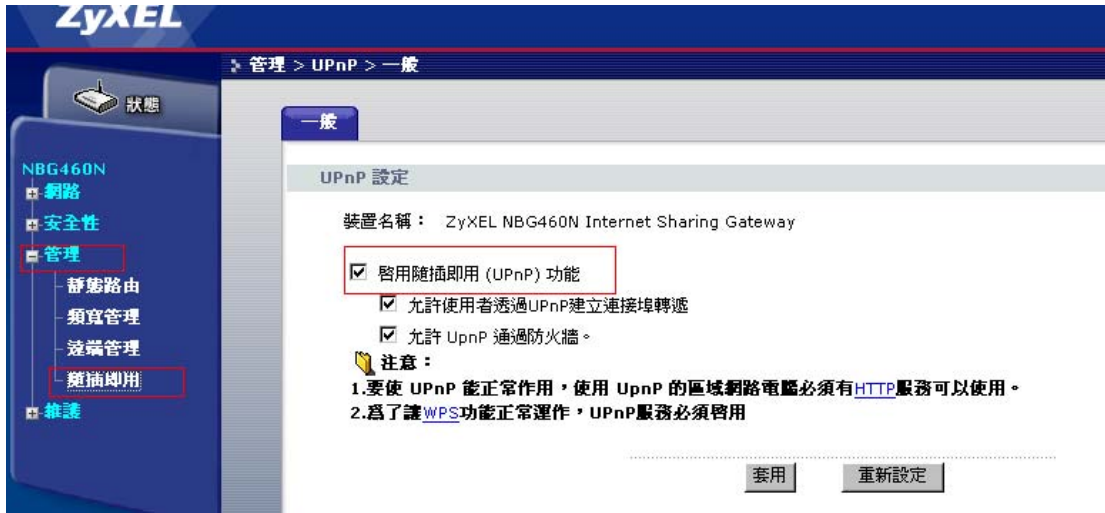 ZyXEL
管理 > UPnP > 一般
狀態
一般
NBG460N
網路
安全性
管理
靜態路由
頻寬管理
遠端管理
隨插即用
維護
UPnP 設定
裝置名稱： ZyXEL NBG460N Internet Sharing Gateway
啓用隨插即用 (UPnP) 功能
允許使用者透過UPnP建立連接埠轉遞
允許 UpnP 通過防火牆。
注意：
1.要使 UPnP 能正常作用，使用 UpnP 的區域網路電腦必須有HTTP服務可以使用。
2.爲了讓WPS功能正常運作，UPnP服務必須啓用
套用 重新設定